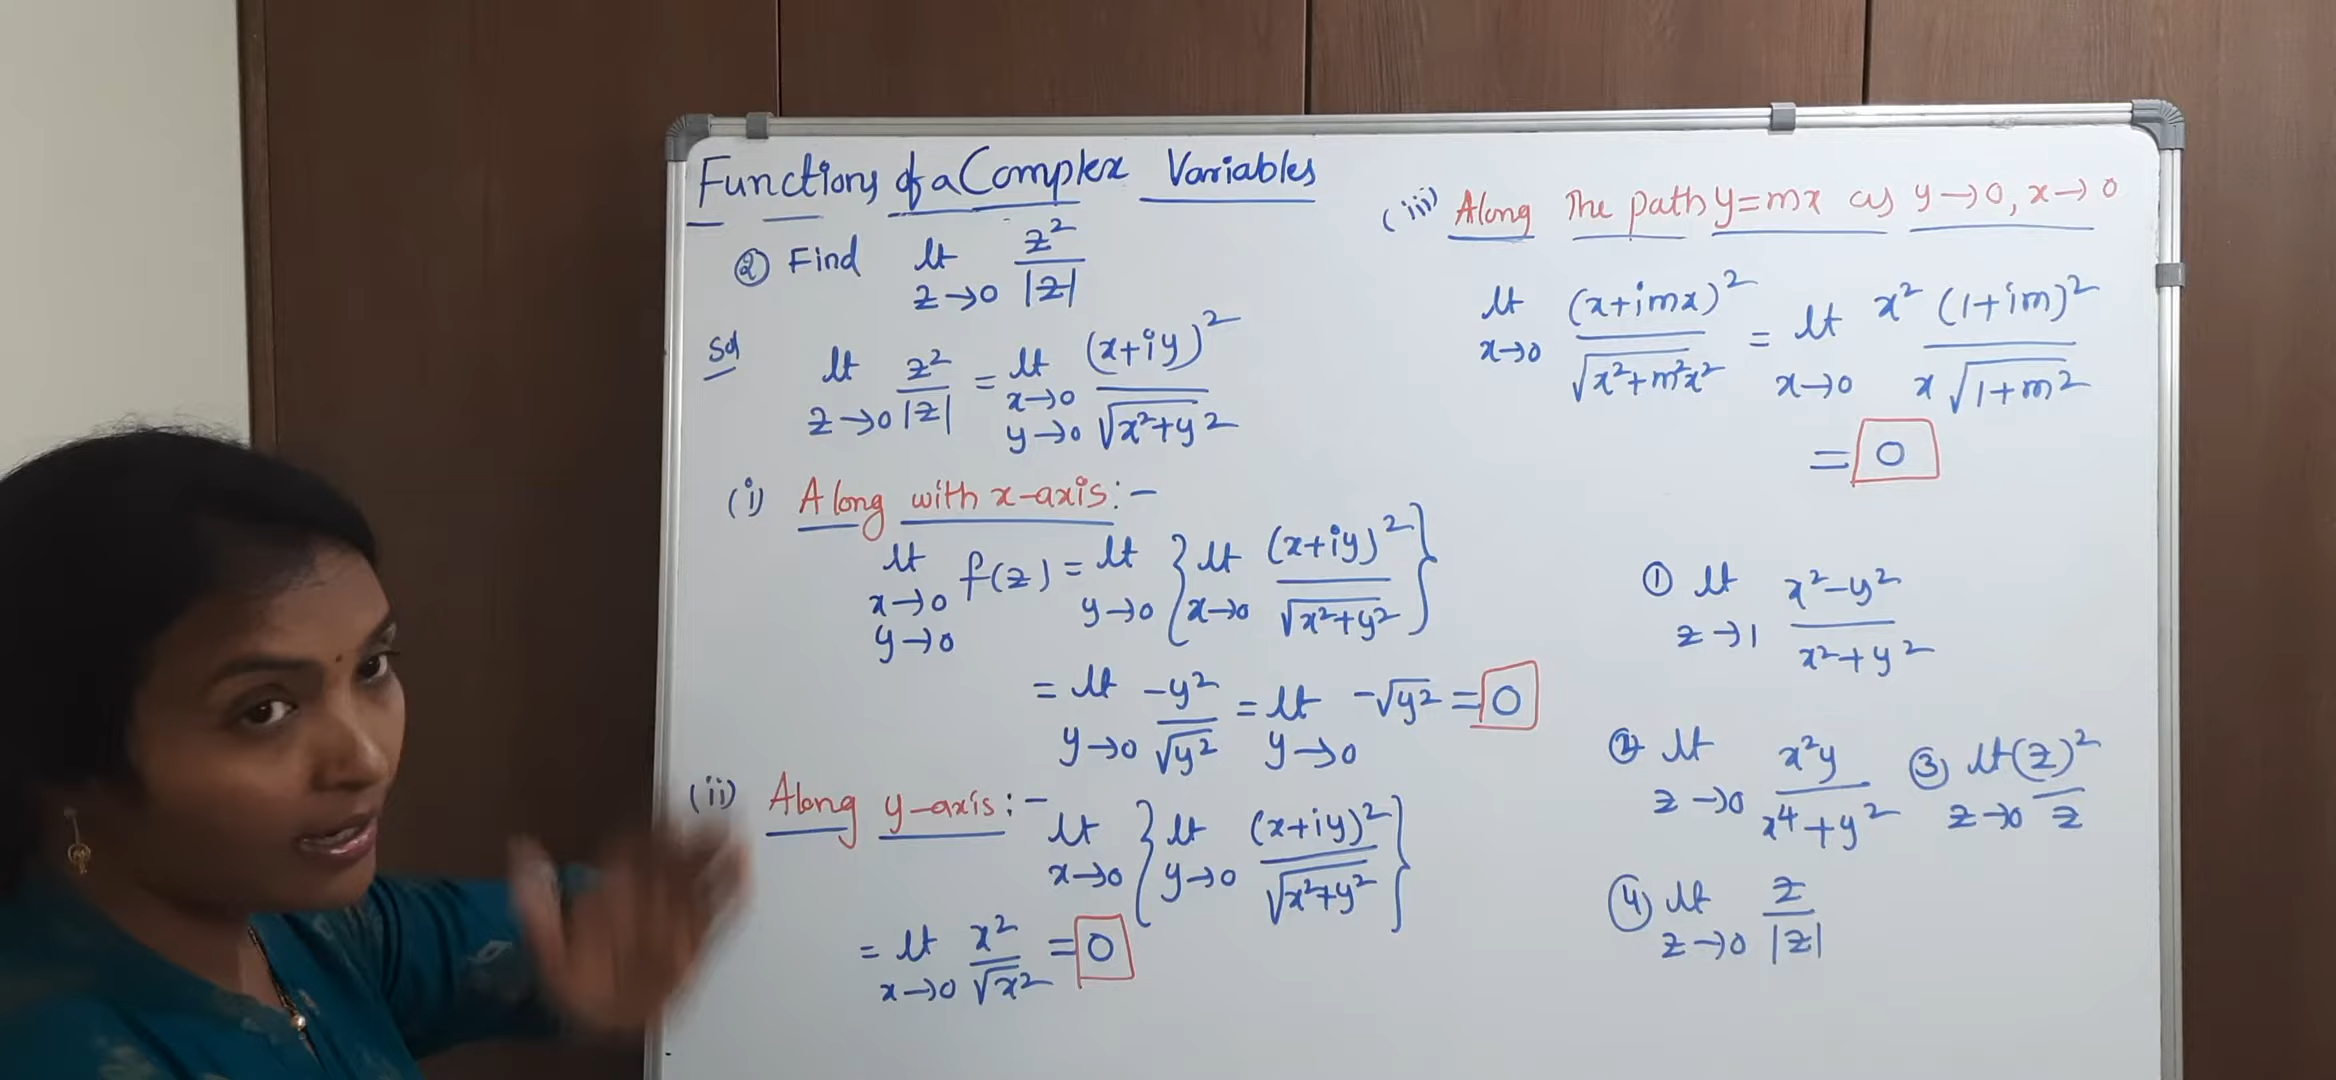 Functions of a Complex Variables
② Find lt z→0 z²/|z|
Sol
lt z→0 z²/|z| = lt x→0 y→0 (x+iy)²/√x²+y²
(i) Along with x-axis:-
lt x→0 y→0 f(z) = lt y→0 { lt x→0 (x+iy)²/√x²+y² }
= lt y→0 -y²/√y² = lt y→0 -√y² = 0
(ii) Along y-axis:-
lt x→0 { lt y→0 (x+iy)²/√x²+y² }
= lt x→0 x²/√x² = 0
(iii) Along The path y=mx as y→0, x→0
lt x→0 (x+imx)²/√x²+m²x² = lt x→0 x²(1+im)²/x√1+m²
= 0
① lt z→1 x²-y²/x²+y²
② lt z→0 x²y/x⁴+y² ③ lt z→0 (z)²/z
④ lt z→0 z/|z|